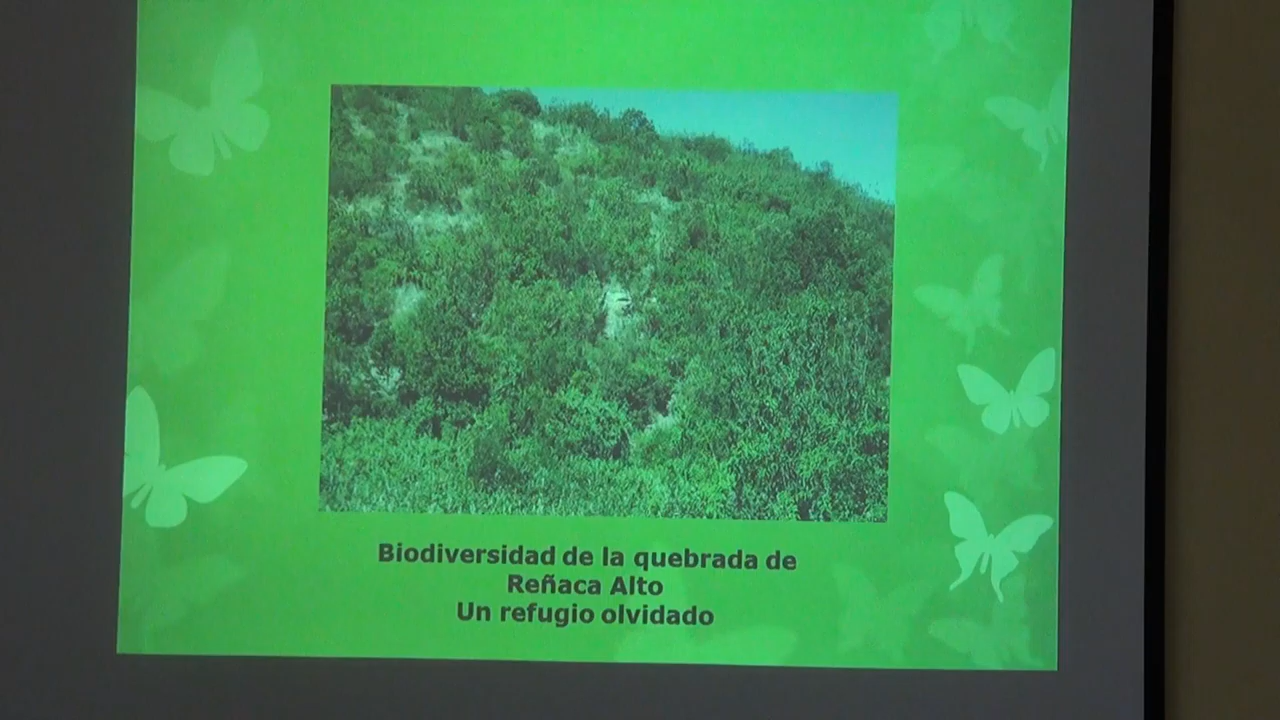 Biodiversidad de la quebrada de
Reñaca Alto
Un refugio olvidado